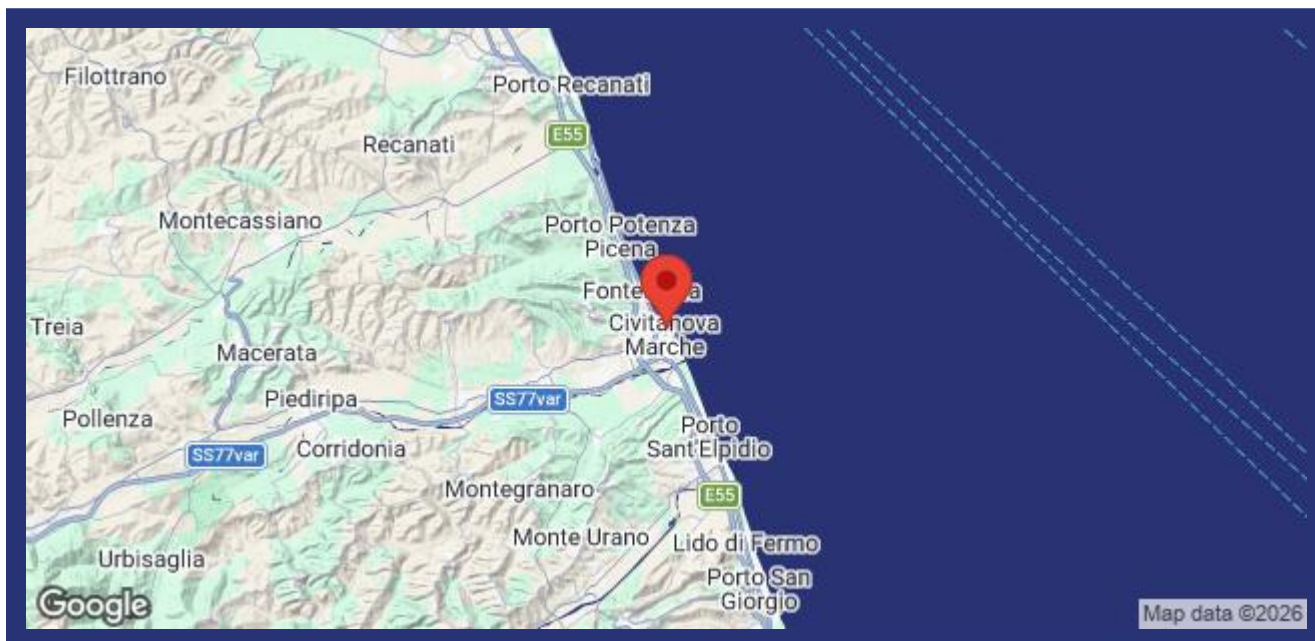 Filottrano
Porto Recanati
E55
Recanati
Montecassiano
Porto Potenza
Picena
Civitanova
Marche
Treia
Macerata
Piediripa
SS77var
Pollenza
Porto
Sant'Elpidio
Corridonia
SS77var
Montegranaro
E55
Monte Urano
Lido di Fermo
Urbisaglia
Porto San
Giorgio
Google
Map data ©2026